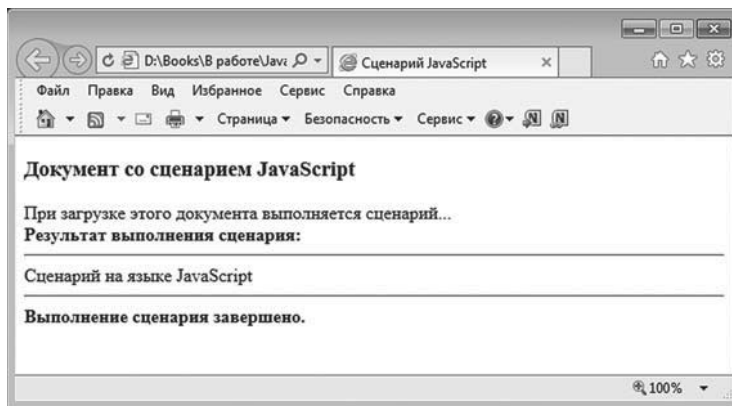 D:\Books\В работе\Java
Сценарий JavaScript
Файл Правка Вид Избранное Сервис Справка
Страница Безопасность Сервис
Документ со сценарием JavaScript
При загрузке этого документа выполняется сценарий...
Результат выполнения сценария:
Сценарий на языке JavaScript
Выполнение сценария завершено.
100%